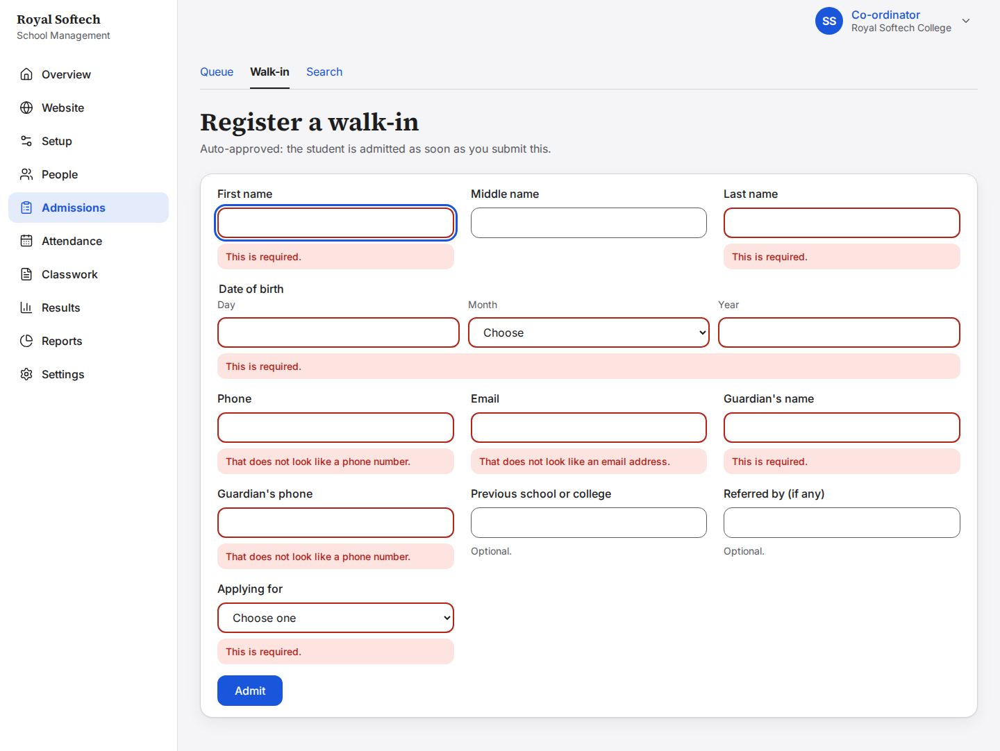 Royal Softech
School Management
Overview
Website
Setup
People
Admissions
Attendance
Classwork
Results
Reports
Settings
SS
Co-ordinator
Royal Softech College
Queue Walk-in Search
Register a walk-in
Auto-approved: the student is admitted as soon as you submit this.
First name Middle name Last name
This is required. This is required.
Date of birth
Day Month Year
Choose
This is required.
Phone Email Guardian's name
That does not look like a phone number. That does not look like an email address. This is required.
Guardian's phone Previous school or college Referred by (if any)
Optional. Optional.
That does not look like a phone number.
Applying for
Choose one
This is required.
Admit